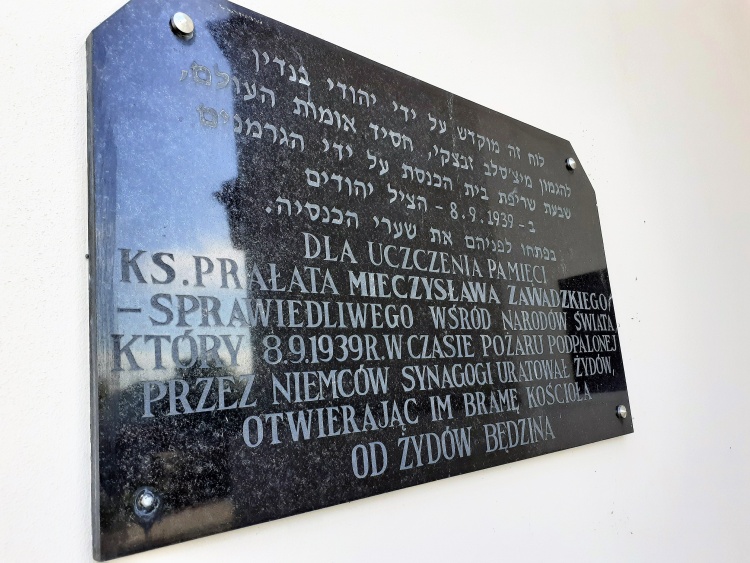 לוח זה מוקדש על ידי יהודי בנדין
להגמון מיצ'סלב זבצקי, חסיד אומות העולם,
שבעת שריפת בית הכנסת על ידי הגרמנים
ב - 8.9.1939 - הציל יהודים
בפתחו לפניהם את שערי הכנסיה.
DLA UCZCZENIA PAMIĘCI
KS.PRAŁATA MIECZYSŁAWA ZAWADZKIEGO/
– SPRAWIEDLIWEGO WŚRÓD NARODÓW ŚWIATA
KTÓRY 8.9.1939R. W CZASIE POŻARU PODPALONEJ
PRZEZ NIEMCÓW SYNAGOGI URATOWAŁ ŻYDÓW,
OTWIERAJĄC IM BRAMĘ KOŚCIOŁA
OD ŻYDÓW BĘDZINA